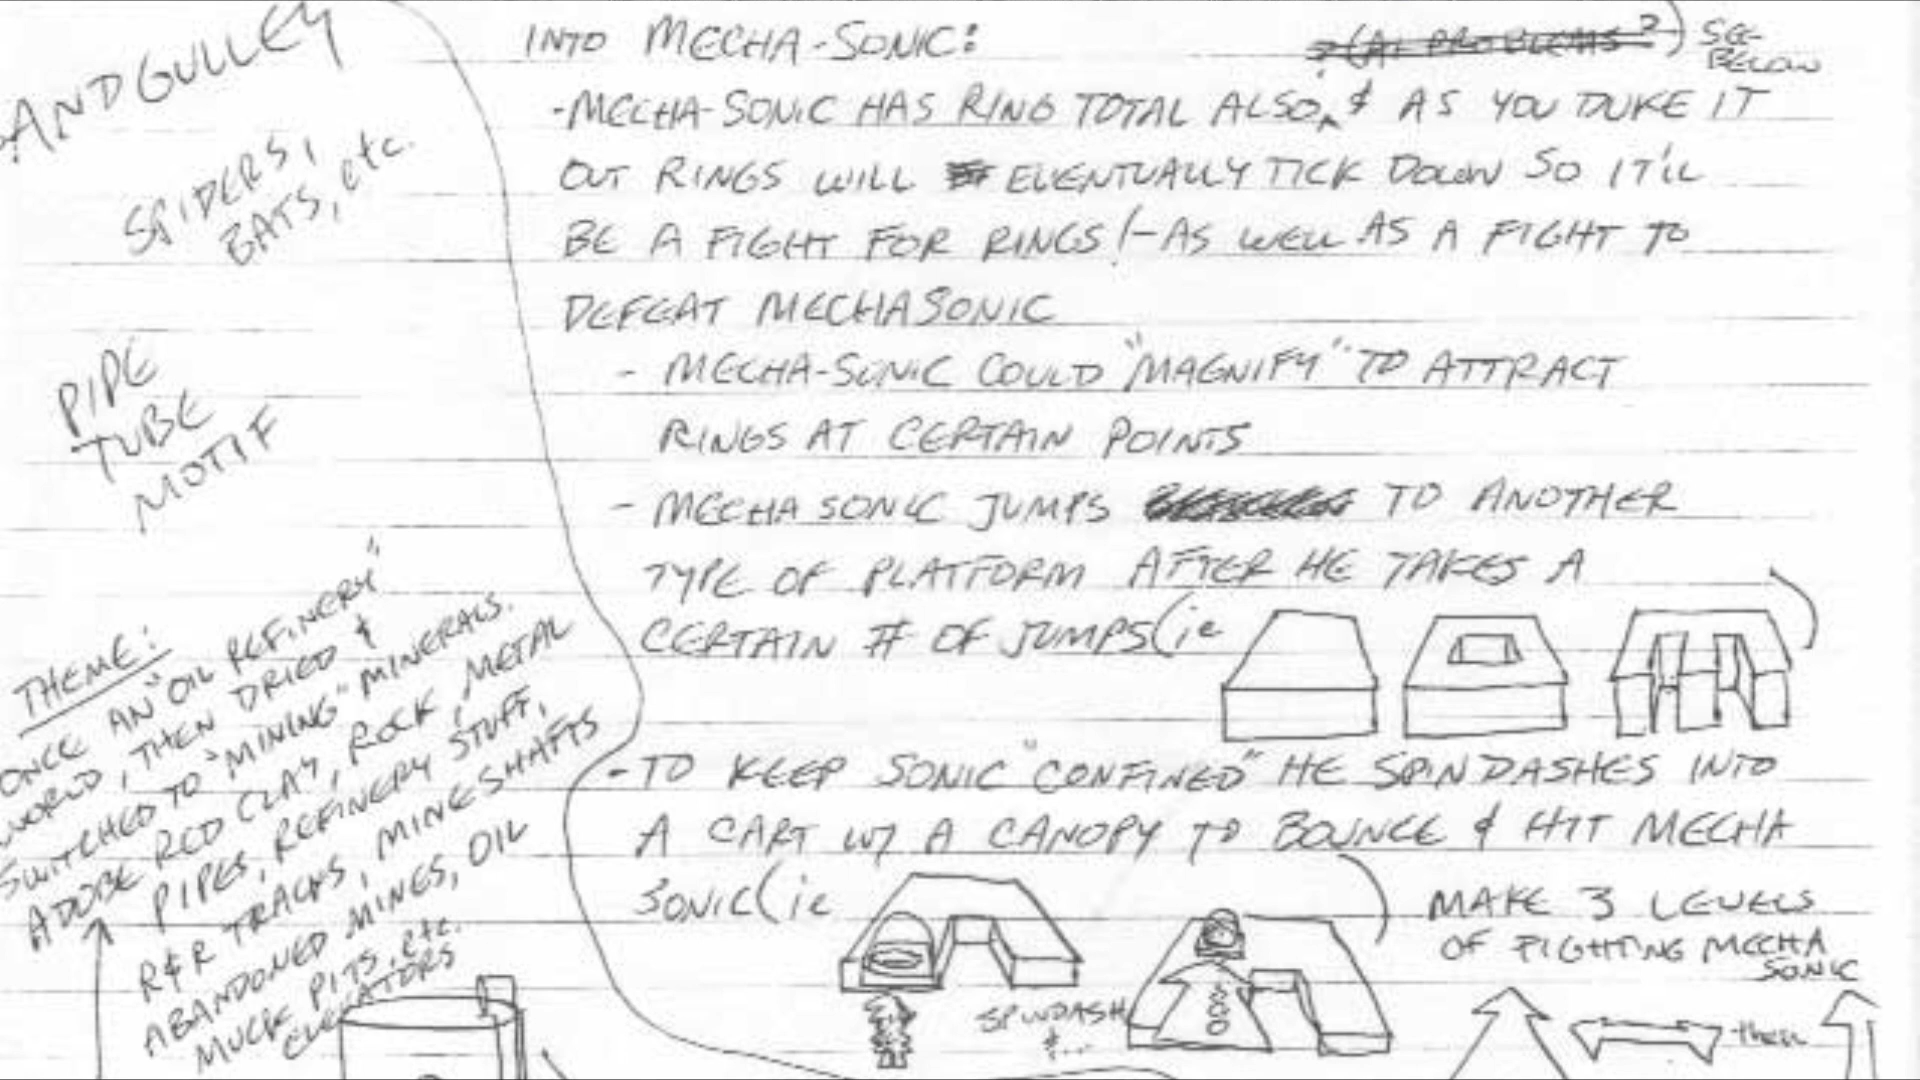 ANDGULLEY
SPIDERS,
BATS, etc.
PIPE
TUBE
MOTIF
THEME:
ONCE AN "OIL REFINERY"
WORLD, THEN DRIED &
SWITCHED TO "MINING" MINERALS.
ADOBE RED CLAY, ROCK, METAL
PIPES, REFINERY STUFF,
R&R TRACKS, MINESHAFTS
ABANDONED MINES, OIL
MUCK PITS, etc.
ELEVATORS
INTO MECHA-SONIC:
(AI PROBLEMS?) SEE
BELOW
-MECHA-SONIC HAS RING TOTAL ALSO, & AS YOU DUKE IT
OUT RINGS WILL EVENTUALLY TICK DOWN SO IT'LL
BE A FIGHT FOR RINGS!-AS WELL AS A FIGHT TO
DEFEAT MECHASONIC
- MECHA-SONIC COULD "MAGNIFY" TO ATTRACT
RINGS AT CERTAIN POINTS
- MECHA SONIC JUMPS TO ANOTHER
TYPE OF PLATFORM AFTER HE TAKES A
CERTAIN # OF JUMPS (ie )
-TO KEEP SONIC "CONFINED" HE SPINDASHES INTO
A CART W/ A CANOPY TO BOUNCE & HIT MECHA
SONIC (ie )
SPINDASH
&...
MAKE 3 LEVELS
OF FIGHTING MECHA
SONIC
then